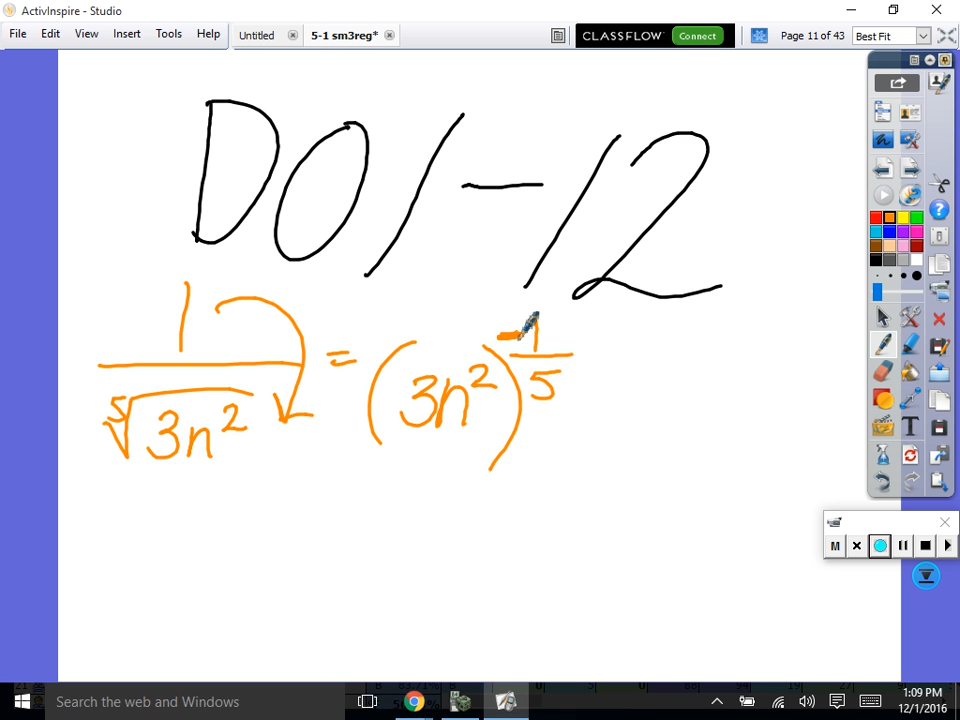 ActivInspire - Studio
File Edit View Insert Tools Help Untitled 5-1 sm3reg* CLASSFLOW Connect Page 11 of 43 Best Fit
DO1-12
1/⁵√3n² = (3n²)^-1/5
M
Search the web and Windows
1:09 PM
12/1/2016